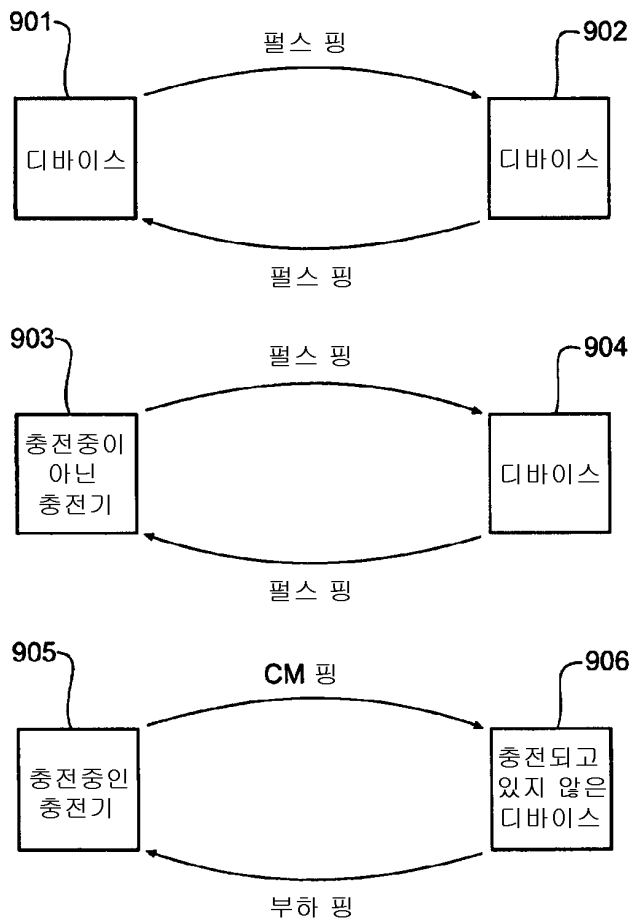 901
펄스 핑
902
디바이스
디바이스
펄스 핑
903
펄스 핑
904
충전중이
아닌
충전기
디바이스
펄스 핑
905
CM 핑
906
충전중인
충전기
충전되고
있지 않은
디바이스
부하 핑